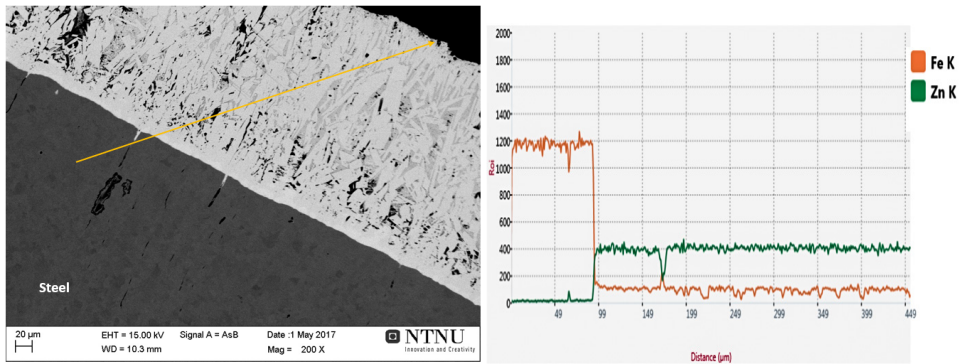 Steel
20 µm
EHT = 15.00 kV
WD = 10.3 mm
Signal A = AsB
Date :1 May 2017
Mag = 200 X
NTNU
Innovation and Creativity
2000
1800
1600
1400
1200
1000
800
600
400
200
0
Roi
49 99 149 199 249 299 349 399 449
Distance (µm)
Fe K
Zn K